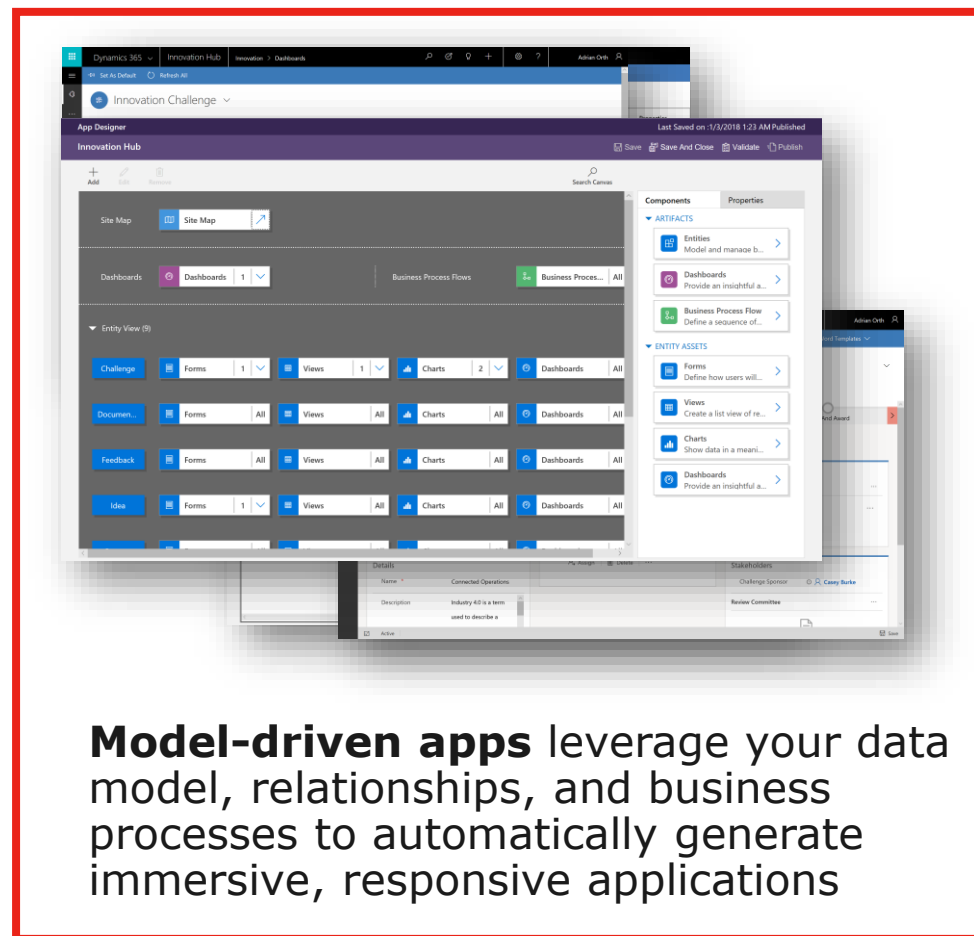 Dynamics 365 Innovation Hub Innovation > Dashboards ? Adrian Orth
Set As Default Refresh All
Innovation Challenge
Properties
App Designer Last Saved on :1/3/2018 1:23 AM Published
Innovation Hub Save Save And Close Validate Publish
Add Edit Remove Search Canvas
Components Properties
ARTIFACTS
Site Map Site Map
Entities
Model and manage b...
Dashboards Dashboards 1 Business Process Flows Business Proces... All
Dashboards
Provide an insightful a...
Business Process Flow
Define a sequence of...
Entity View (9)
ENTITY ASSETS
Challenge Forms 1 Views 1 Charts 2 Dashboards All
Forms
Define how users will...
Documen... Forms All Views All Charts All Dashboards All
Views
Create a list view of re...
Charts
Show data in a meani...
Feedback Forms All Views All Charts All Dashboards All
Dashboards
Provide an insightful a...
Idea Forms 1 Views All Charts All Dashboards All
Adrian Orth
Templates
And Award
Details Assign Delete ... Stakeholders
Name * Connected Operations Challenge Sponsor Casey Burke
Description Industry 4.0 is a term Review Committee ...
used to describe a
Active Save
Model-driven apps leverage your data
model, relationships, and business
processes to automatically generate
immersive, responsive applications